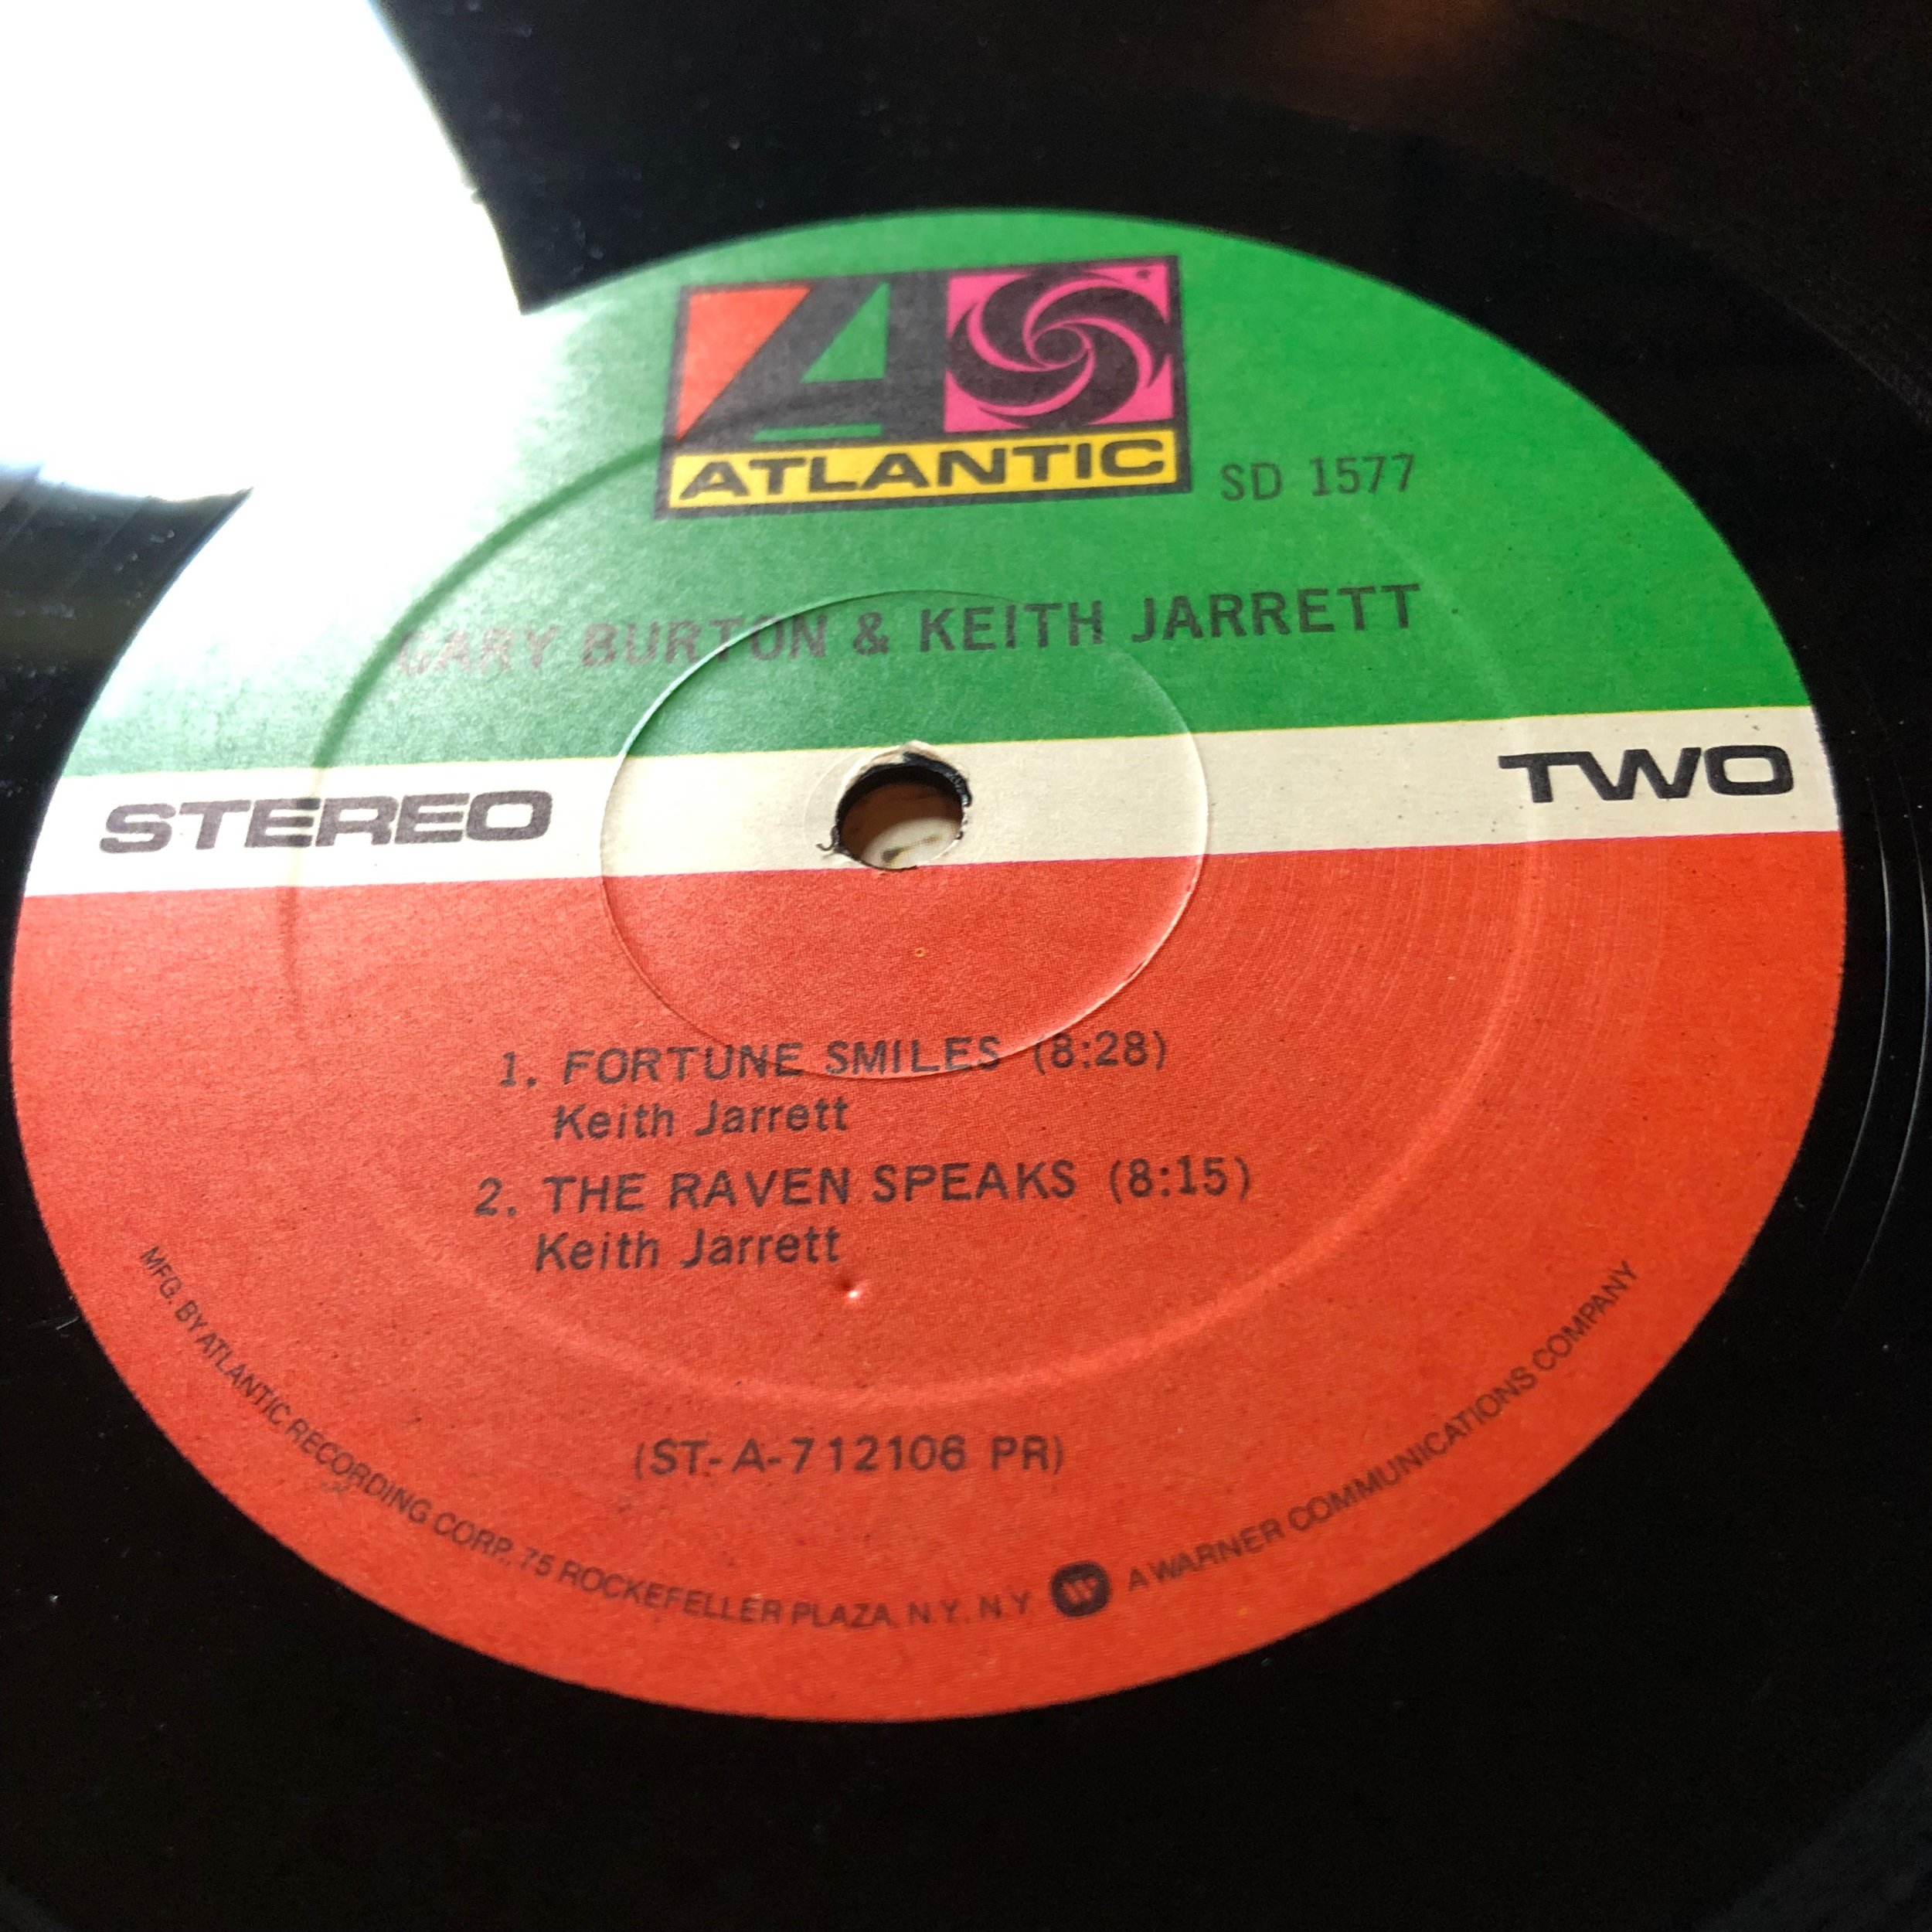 ATLANTIC
SD 1577
GARY BURTON & KEITH JARRETT
STEREO
TWO
1. FORTUNE SMILES (8:28)
Keith Jarrett
2. THE RAVEN SPEAKS (8:15)
Keith Jarrett
(ST-A-712106 PR)
MFG. BY ATLANTIC RECORDING CORP., 75 ROCKEFELLER PLAZA, N.Y. N.Y. A WARNER COMMUNICATIONS COMPANY